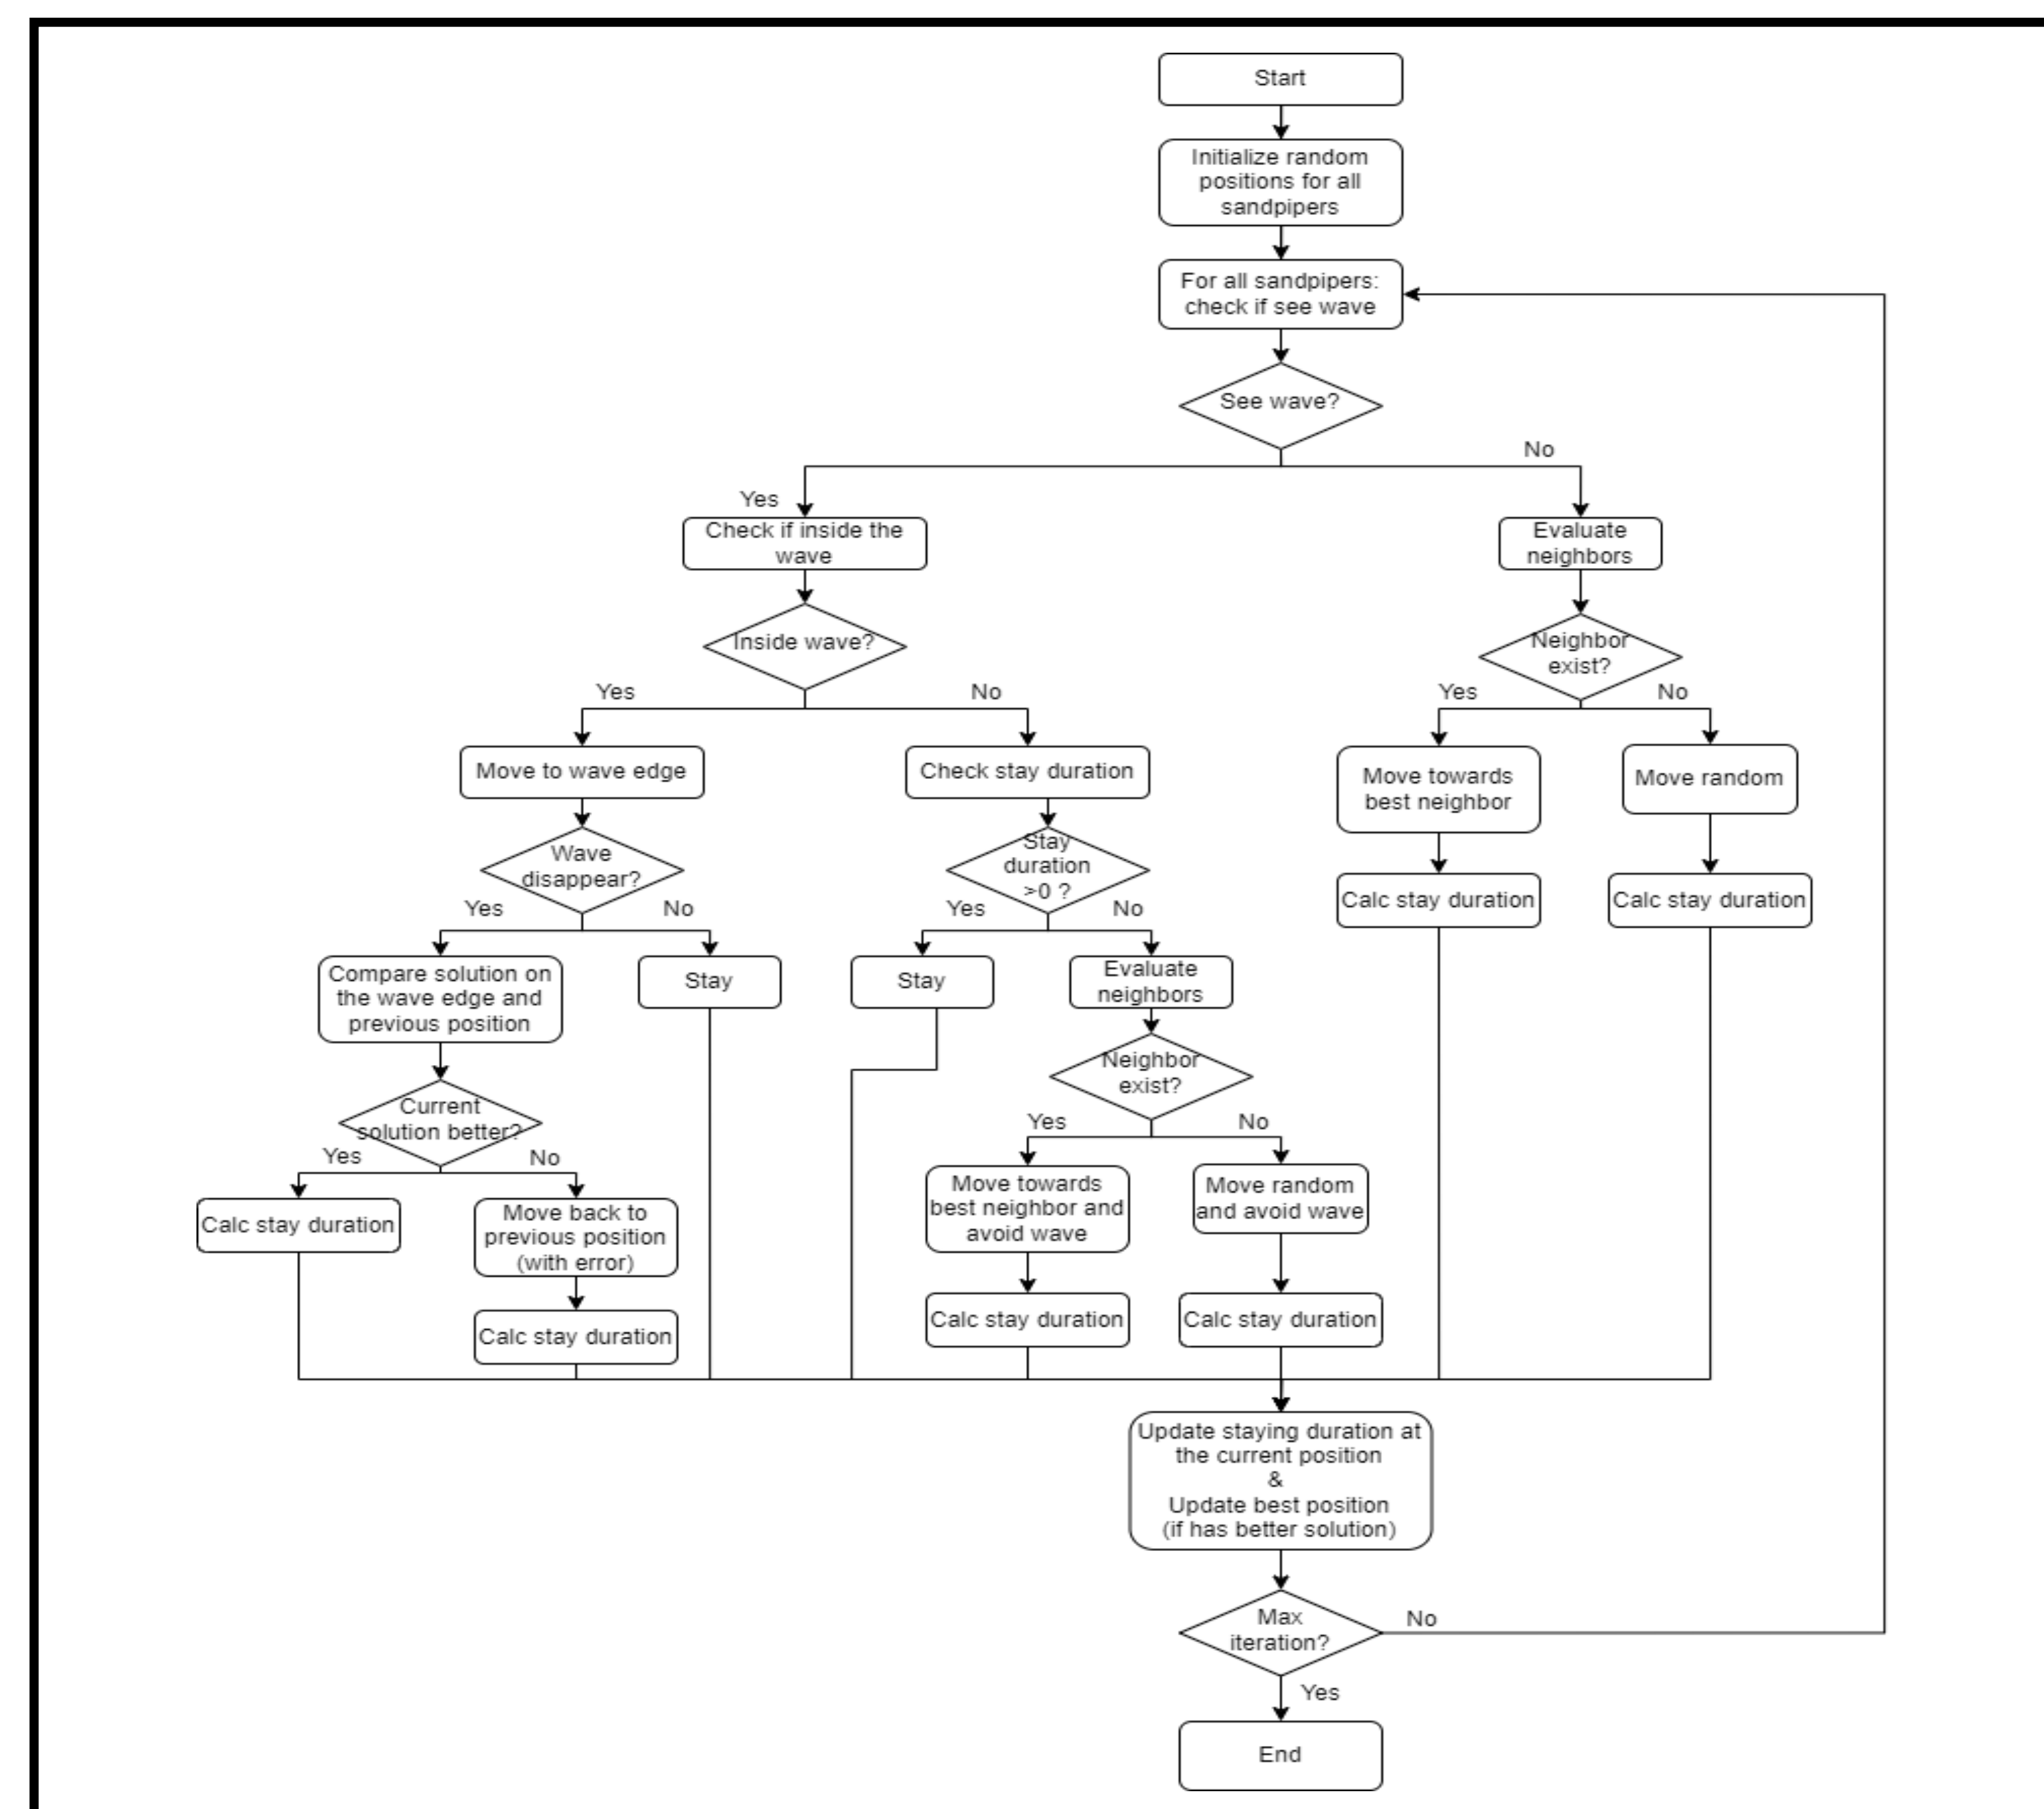 Start
Initialize random
positions for all
sandpipers
For all sandpipers:
check if see wave
See wave?
No
Yes
Check if inside the
wave
Evaluate
neighbors
Inside wave?
Neighbor
exist?
Yes
No
Yes
No
Move to wave edge
Check stay duration
Move towards
best neighbor
Move random
Wave
disappear?
Stay
duration
>0 ?
Calc stay duration
Calc stay duration
Yes
No
Yes
No
Compare solution on
the wave edge and
previous position
Stay
Stay
Evaluate
neighbors
Neighbor
exist?
Current
solution better?
Yes
No
Yes
No
Calc stay duration
Move back to
previous position
(with error)
Move towards
best neighbor and
avoid wave
Move random
and avoid wave
Calc stay duration
Calc stay duration
Calc stay duration
Update staying duration at
the current position
&
Update best position
(if has better solution)
Max
iteration?
No
Yes
End